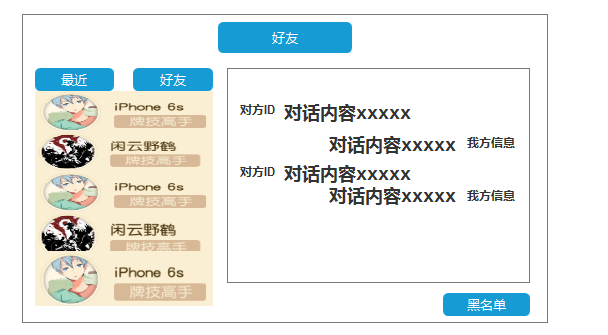 好友
最近
好友
iPhone 6s
牌技高手
闲云野鹤
牌技高手
iPhone 6s
牌技高手
闲云野鹤
牌技高手
iPhone 6s
牌技高手
对方ID 对话内容xxxxx
对话内容xxxxx 我方信息
对方ID 对话内容xxxxx
对话内容xxxxx 我方信息
黑名单